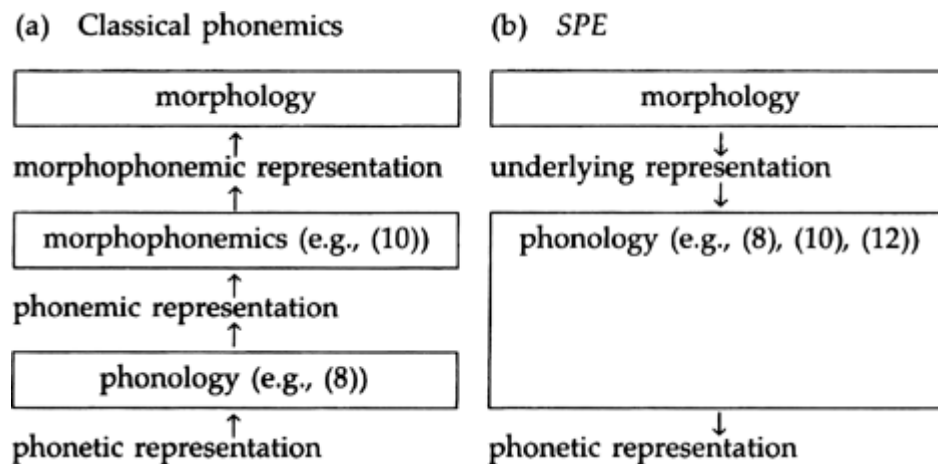 (a) Classical phonemics
morphology
morphophonemic representation
morphophonemics (e.g., (10))
phonemic representation
phonology (e.g., (8))
phonetic representation
(b) SPE
morphology
underlying representation
phonology (e.g., (8), (10), (12))
phonetic representation